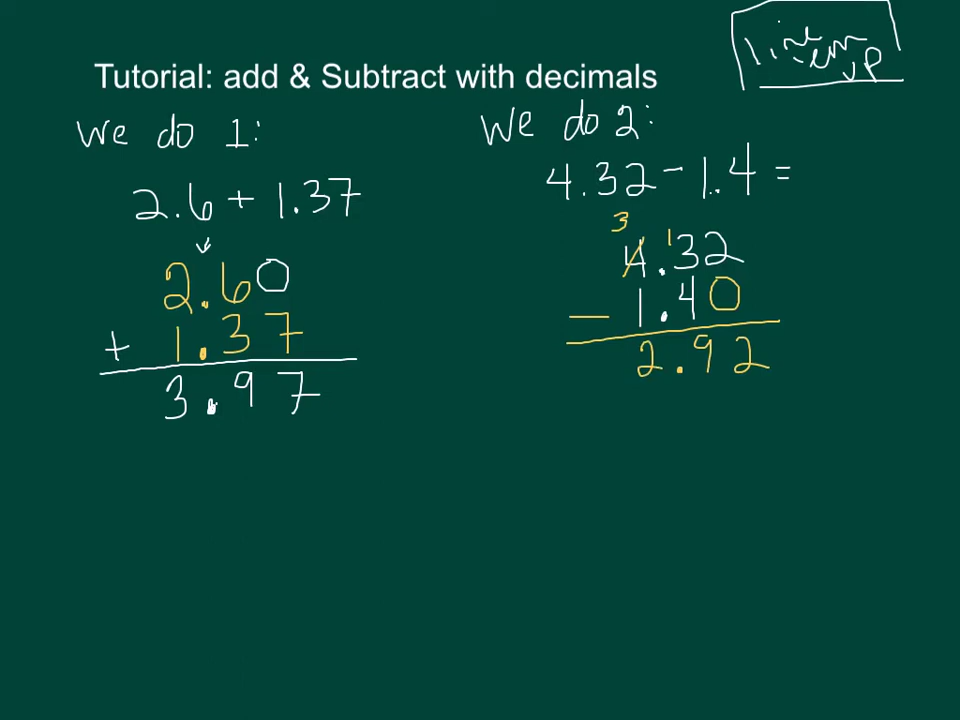 line
em
up
Tutorial: add & Subtract with decimals
we do 1:
2.6 + 1.37
2.60
+ 1.37
3.97
we do 2:
4.32 - 1.4 =
3 1
4.32
- 1.40
2.92